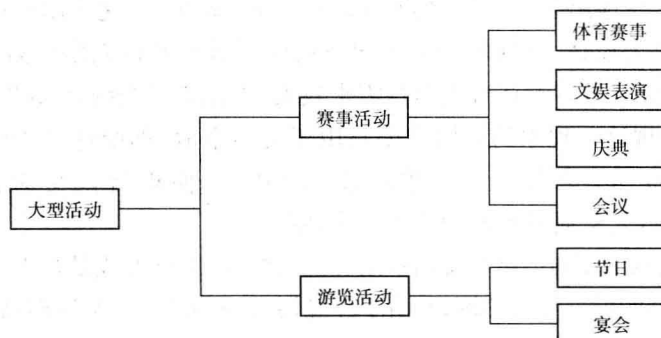 体育赛事
文娱表演
赛事活动
庆典
大型活动
会议
节日
游览活动
宴会